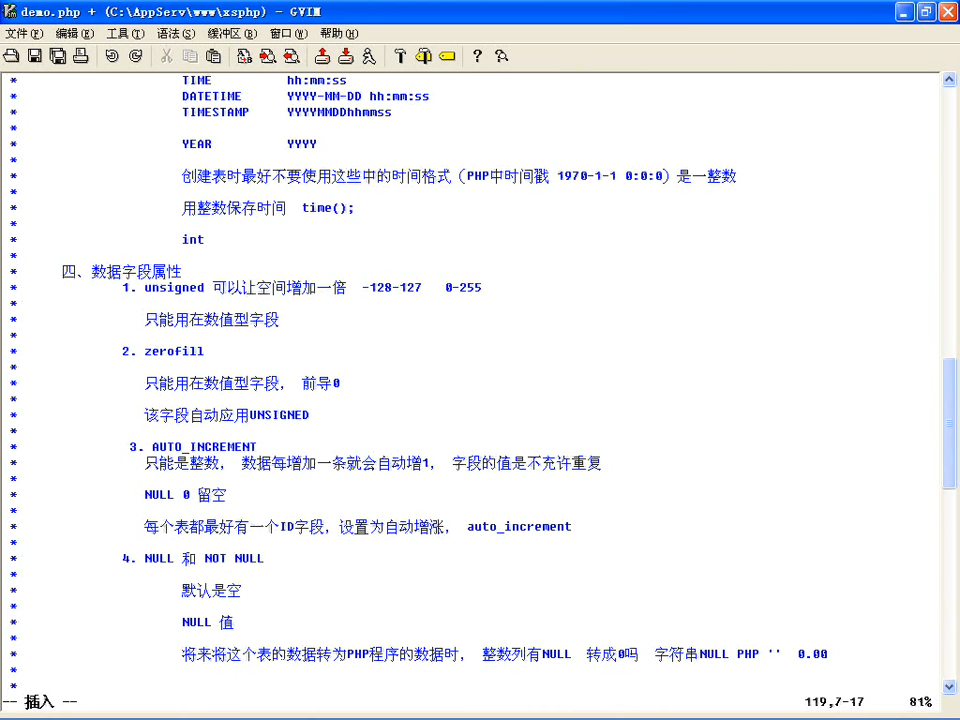 demo.php + (C:\AppServ\www\xsphp) - GVIM
文件(F) 编辑(E) 工具(T) 语法(S) 缓冲区(B) 窗口(W) 帮助(H)
* TIME hh:mm:ss
* DATETIME YYYY-MM-DD hh:mm:ss
* TIMESTAMP YYYYMMDDhhmmss
*
* YEAR YYYY
*
* 创建表时最好不要使用这些中的时间格式（PHP中时间戳 1970-1-1 0:0:0）是一整数
*
* 用整数保存时间 time();
*
* int
*
* 四、数据字段属性
* 1. unsigned 可以让空间增加一倍 -128-127 0-255
*
* 只能用在数值型字段
*
* 2. zerofill
*
* 只能用在数值型字段， 前导0
*
* 该字段自动应用UNSIGNED
*
* 3. AUTO_INCREMENT
* 只能是整数， 数据每增加一条就会自动增1， 字段的值是不充许重复
*
* NULL 0 留空
*
* 每个表都最好有一个ID字段，设置为自动增涨， auto_increment
*
* 4. NULL 和 NOT NULL
*
* 默认是空
*
* NULL 值
*
* 将来将这个表的数据转为PHP程序的数据时， 整数列有NULL 转成0吗 字符串NULL PHP '' 0.00
*
*
-- 插入 -- 119,7-17 81%